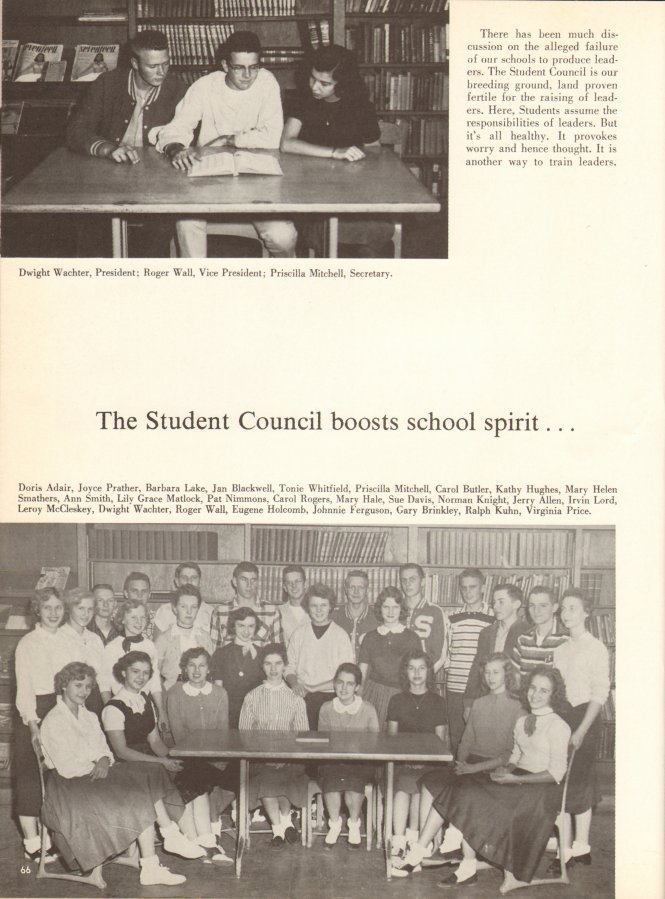 seventeen
seventeen
There has been much dis-
cussion on the alleged failure
of our schools to produce lead-
ers. The Student Council is our
breeding ground, land proven
fertile for the raising of lead-
ers. Here, Students assume the
responsibilities of leaders. But
it's all healthy. It provokes
worry and hence thought. It is
another way to train leaders.
Dwight Wachter, President; Roger Wall, Vice President; Priscilla Mitchell, Secretary.
The Student Council boosts school spirit . . .
Doris Adair, Joyce Prather, Barbara Lake, Jan Blackwell, Tonie Whitfield, Priscilla Mitchell, Carol Butler, Kathy Hughes, Mary Helen
Smathers, Ann Smith, Lily Grace Matlock, Pat Nimmons, Carol Rogers, Mary Hale, Sue Davis, Norman Knight, Jerry Allen, Irvin Lord,
Leroy McCleskey, Dwight Wachter, Roger Wall, Eugene Holcomb, Johnnie Ferguson, Gary Brinkley, Ralph Kuhn, Virginia Price.
S
66